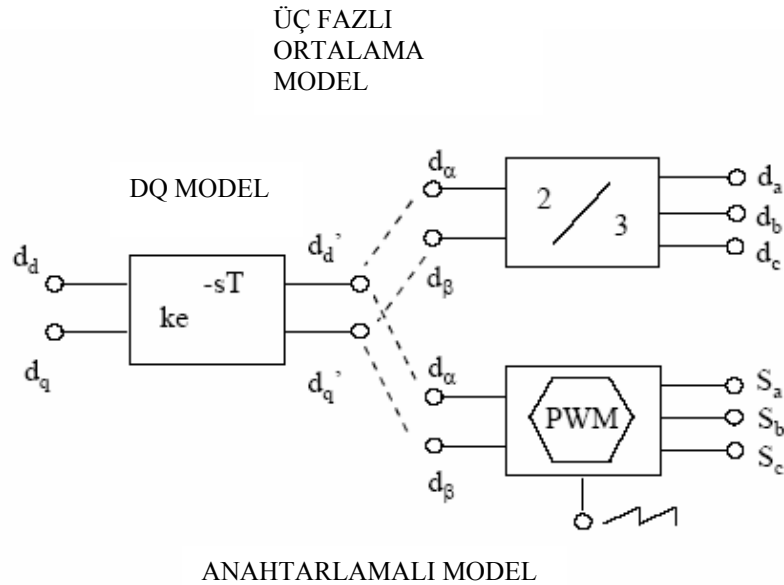 ÜÇ FAZLI
ORTALAMA
MODEL
DQ MODEL
d_d
d_q
ke^-sT
d_d'
d_q'
d_α
d_β
2 / 3
d_a
d_b
d_c
d_α
d_β
PWM
S_a
S_b
S_c
ANAHTARLAMALI MODEL